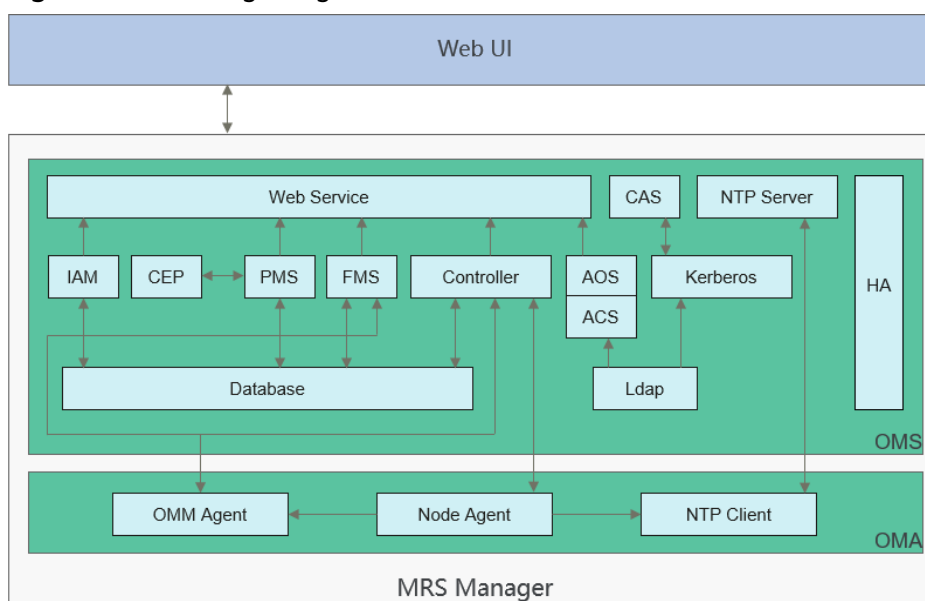 Web UI
Web Service
CAS
NTP Server
IAM
CEP
PMS
FMS
Controller
AOS
Kerberos
HA
ACS
Database
Ldap
OMS
OMM Agent
Node Agent
NTP Client
OMA
MRS Manager